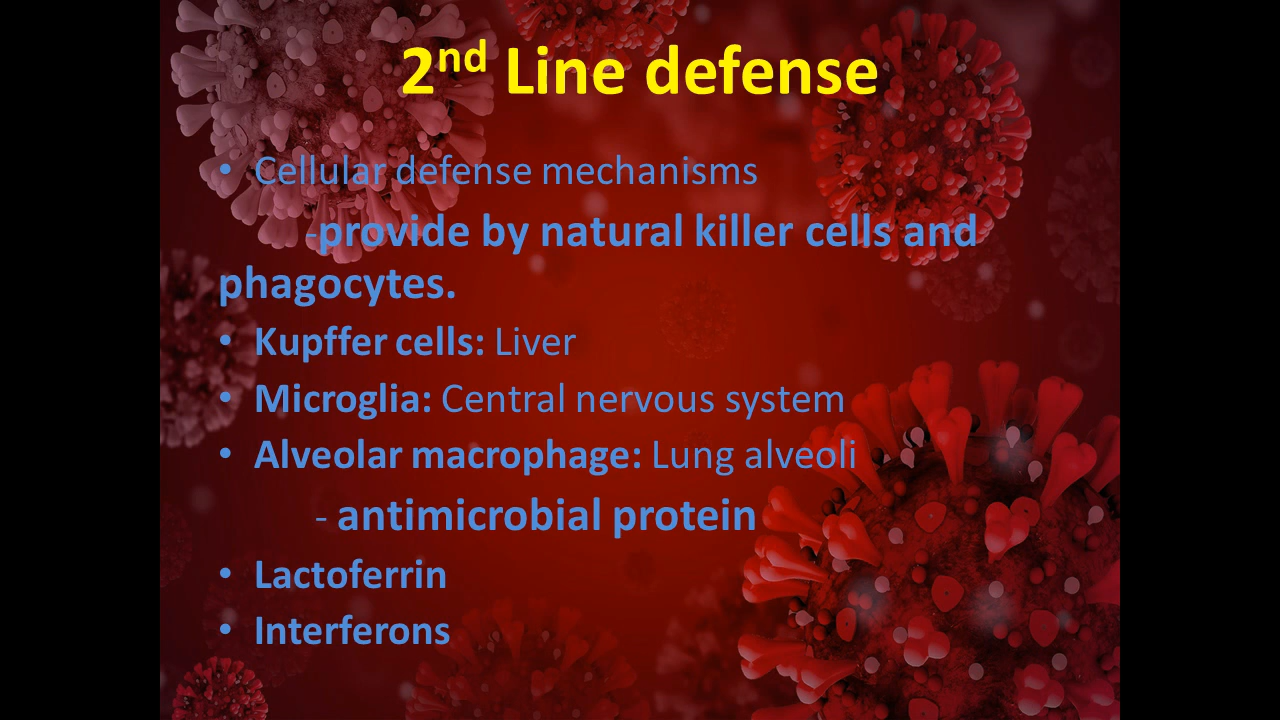 2nd Line defense
• Cellular defense mechanisms
-provide by natural killer cells and
phagocytes.
• Kupffer cells: Liver
• Microglia: Central nervous system
• Alveolar macrophage: Lung alveoli
- antimicrobial protein
• Lactoferrin
• Interferons